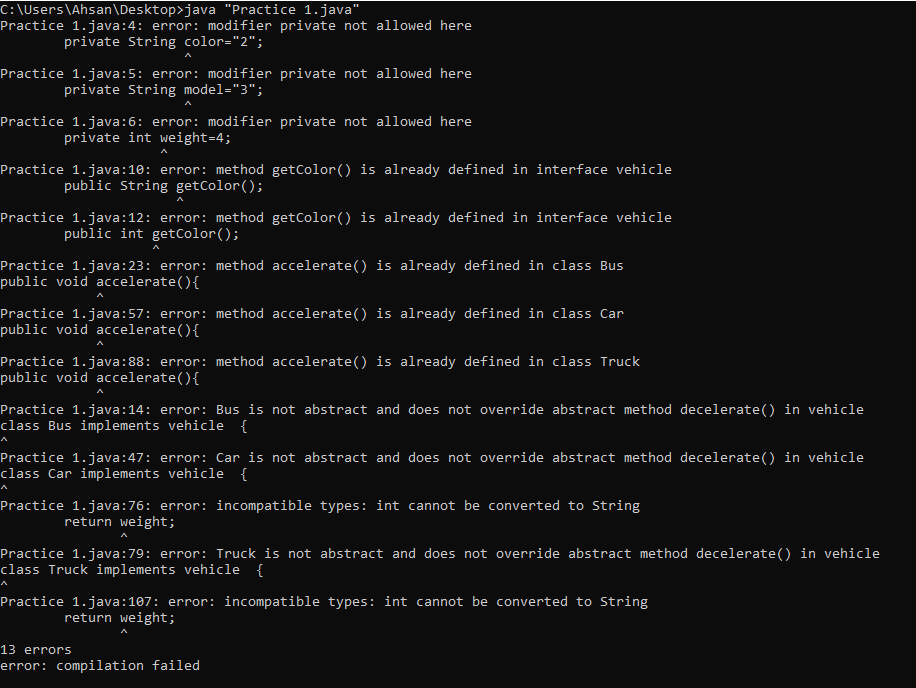 C:\Users\Ahsan\Desktop>java "Practice 1.java"
Practice 1.java:4: error: modifier private not allowed here
        private String color="2";
                       ^
Practice 1.java:5: error: modifier private not allowed here
        private String model="3";
                       ^
Practice 1.java:6: error: modifier private not allowed here
        private int weight=4;
                    ^
Practice 1.java:10: error: method getColor() is already defined in interface vehicle
        public String getColor();
                      ^
Practice 1.java:12: error: method getColor() is already defined in interface vehicle
        public int getColor();
                   ^
Practice 1.java:23: error: method accelerate() is already defined in class Bus
public void accelerate(){
            ^
Practice 1.java:57: error: method accelerate() is already defined in class Car
public void accelerate(){
            ^
Practice 1.java:88: error: method accelerate() is already defined in class Truck
public void accelerate(){
            ^
Practice 1.java:14: error: Bus is not abstract and does not override abstract method decelerate() in vehicle
class Bus implements vehicle  {
^
Practice 1.java:47: error: Car is not abstract and does not override abstract method decelerate() in vehicle
class Car implements vehicle  {
^
Practice 1.java:76: error: incompatible types: int cannot be converted to String
        return weight;
               ^
Practice 1.java:79: error: Truck is not abstract and does not override abstract method decelerate() in vehicle
class Truck implements vehicle  {
^
Practice 1.java:107: error: incompatible types: int cannot be converted to String
        return weight;
               ^
13 errors
error: compilation failed